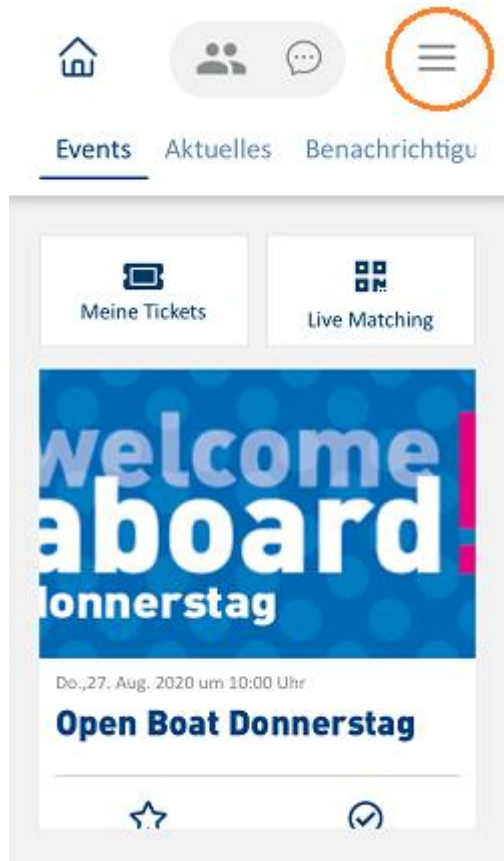 Events Aktuelles Benachrichtigu
Meine Tickets Live Matching
welcome
aboard!
donnerstag
Do.,27. Aug. 2020 um 10:00 Uhr
Open Boat Donnerstag